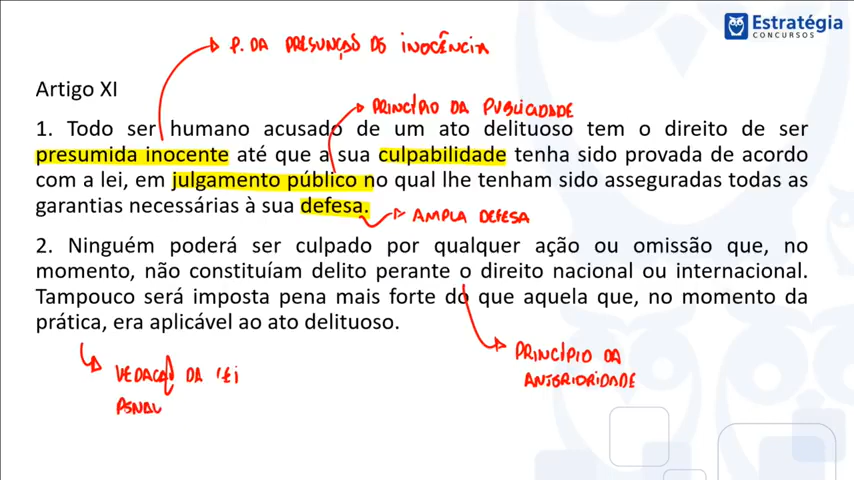 Estratégia
CONCURSOS
P. DA PRESUNÇÃO DE INOCÊNCIA
Artigo XI
PRINCÍPIO DA PUBLICIDADE
1. Todo ser humano acusado de um ato delituoso tem o direito de ser
presumida inocente até que a sua culpabilidade tenha sido provada de acordo
com a lei, em julgamento público no qual lhe tenham sido asseguradas todas as
garantias necessárias à sua defesa.
AMPLA DEFESA
2. Ninguém poderá ser culpado por qualquer ação ou omissão que, no
momento, não constituíam delito perante o direito nacional ou internacional.
Tampouco será imposta pena mais forte do que aquela que, no momento da
prática, era aplicável ao ato delituoso.
PRINCÍPIO DA
ANTERIORIDADE
VEDAÇÃO DA LEI
PENAL